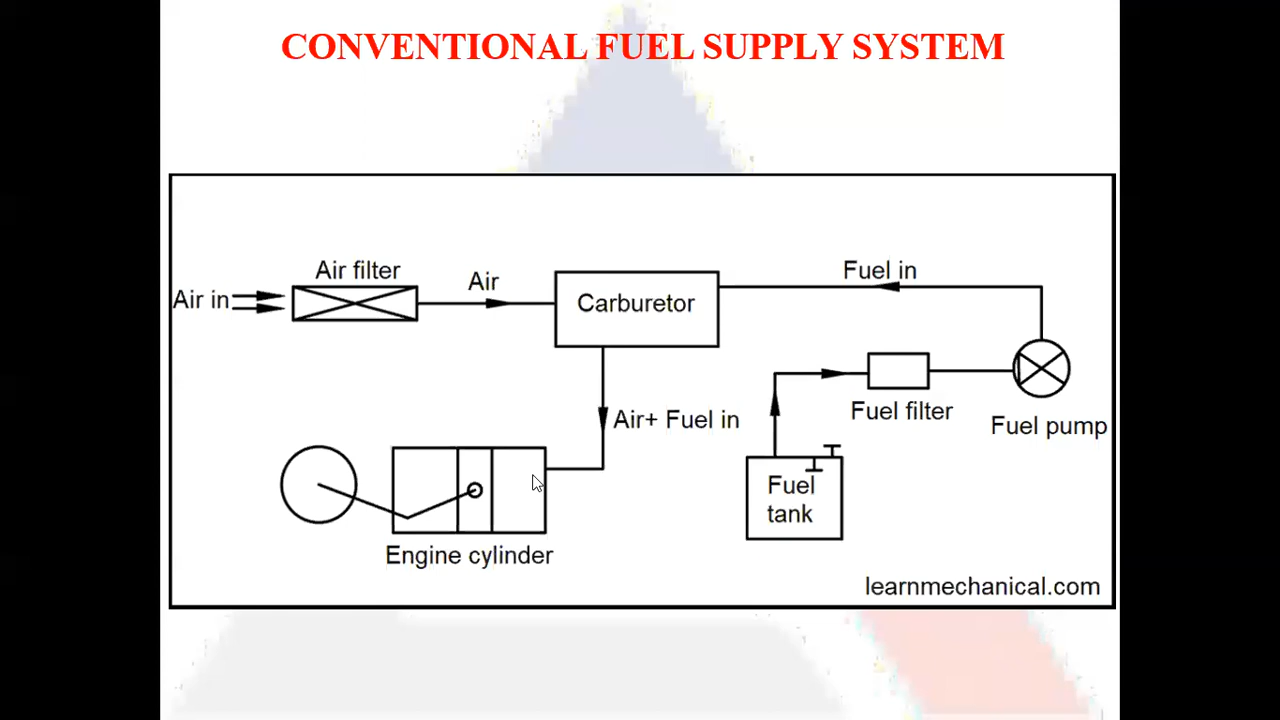 CONVENTIONAL FUEL SUPPLY SYSTEM
Air filter
Air in
Air
Carburetor
Fuel in
Air+ Fuel in
Fuel filter
Fuel pump
Fuel
tank
Engine cylinder
learnmechanical.com